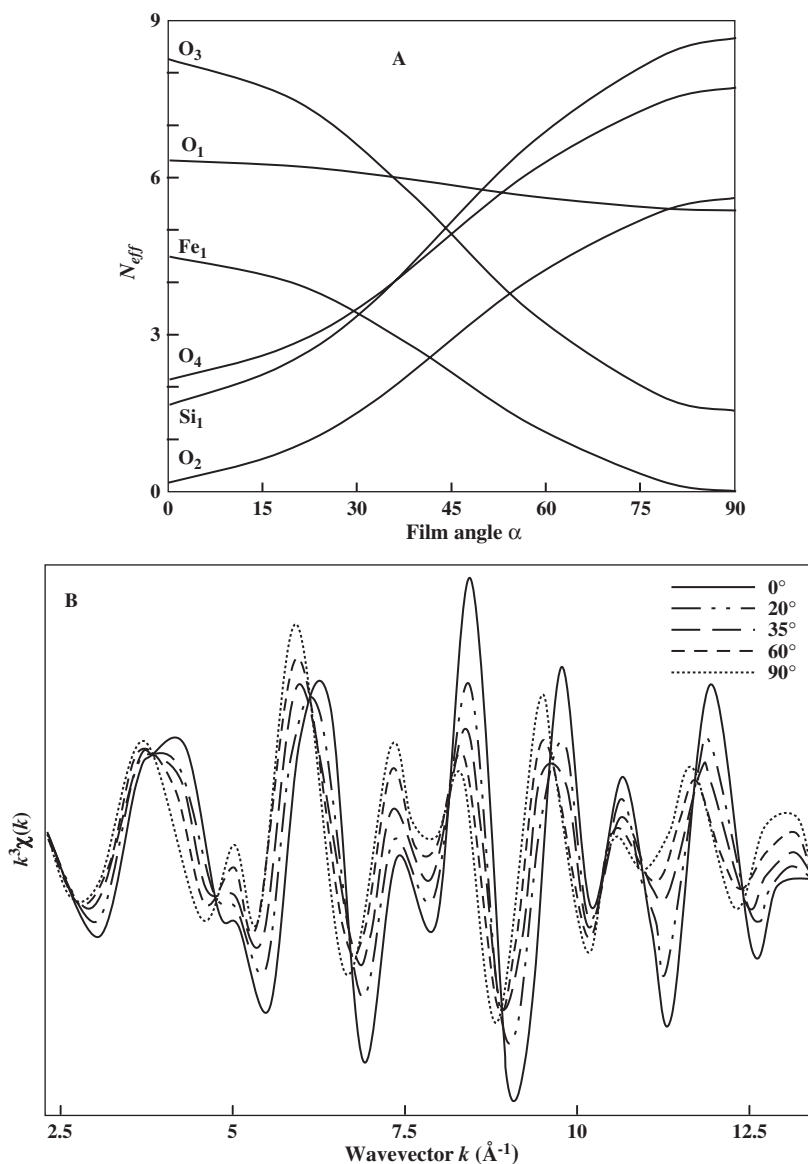 9
O3
A
O1
6
Neff
Fe1
3
O4
Si1
O2
0
0 15 30 45 60 75 90
Film angle α
B
0°
20°
35°
60°
90°
k3χ(k)
2.5 5 7.5 10 12.5
Wavevector k (Å-1)